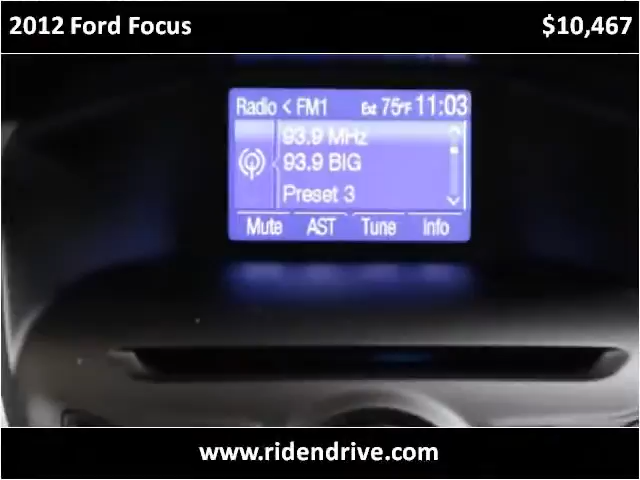 2012 Ford Focus $10,467
Radio < FM1 Ext 75°F 11:03
93.9 MHz
93.9 BIG
Preset 3
Mute AST Tune Info
www.ridendrive.com